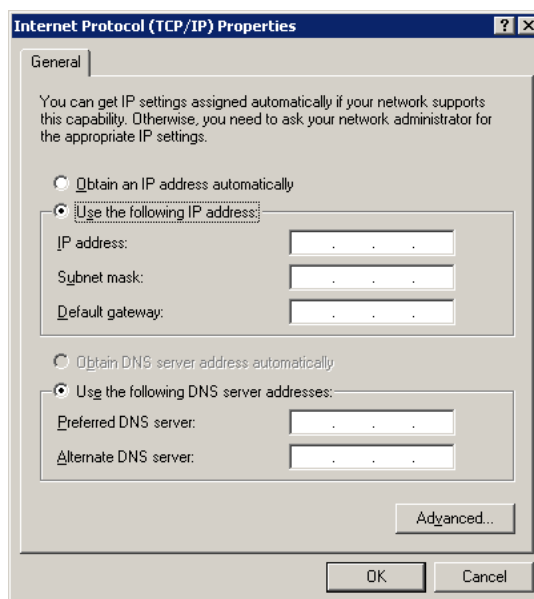 Internet Protocol (TCP/IP) Properties
General
You can get IP settings assigned automatically if your network supports
this capability. Otherwise, you need to ask your network administrator for
the appropriate IP settings.
Obtain an IP address automatically
Use the following IP address:
IP address:
Subnet mask:
Default gateway:
Obtain DNS server address automatically
Use the following DNS server addresses:
Preferred DNS server:
Alternate DNS server:
Advanced...
OK Cancel